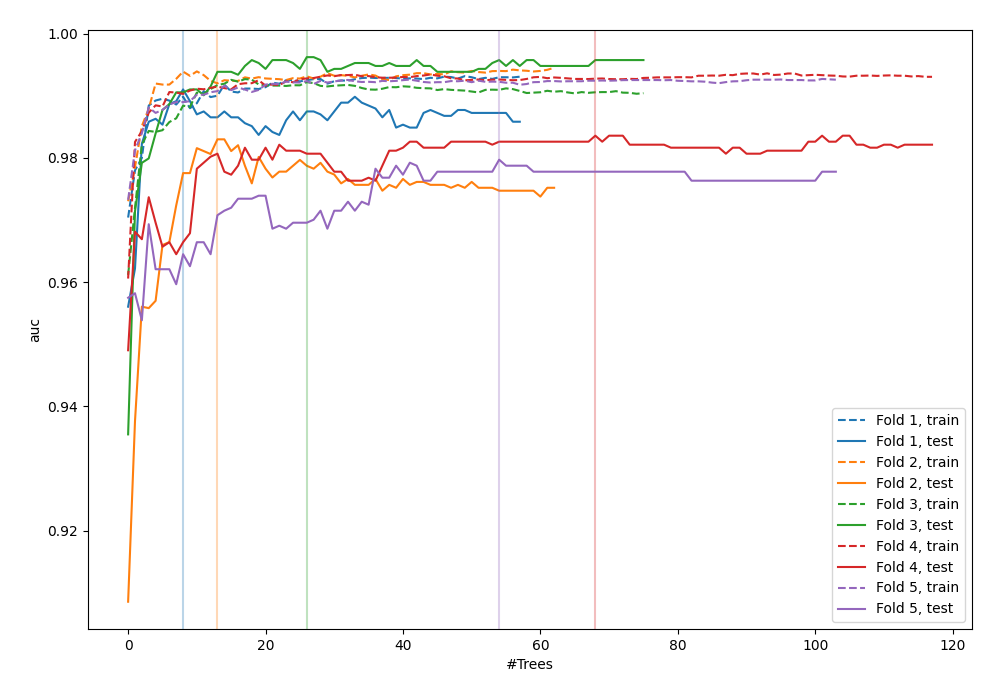 1.00
0.98
0.96
0.94
0.92
auc
0
20
40
60
80
100
120
#Trees
Fold 1, train
Fold 1, test
Fold 2, train
Fold 2, test
Fold 3, train
Fold 3, test
Fold 4, train
Fold 4, test
Fold 5, train
Fold 5, test